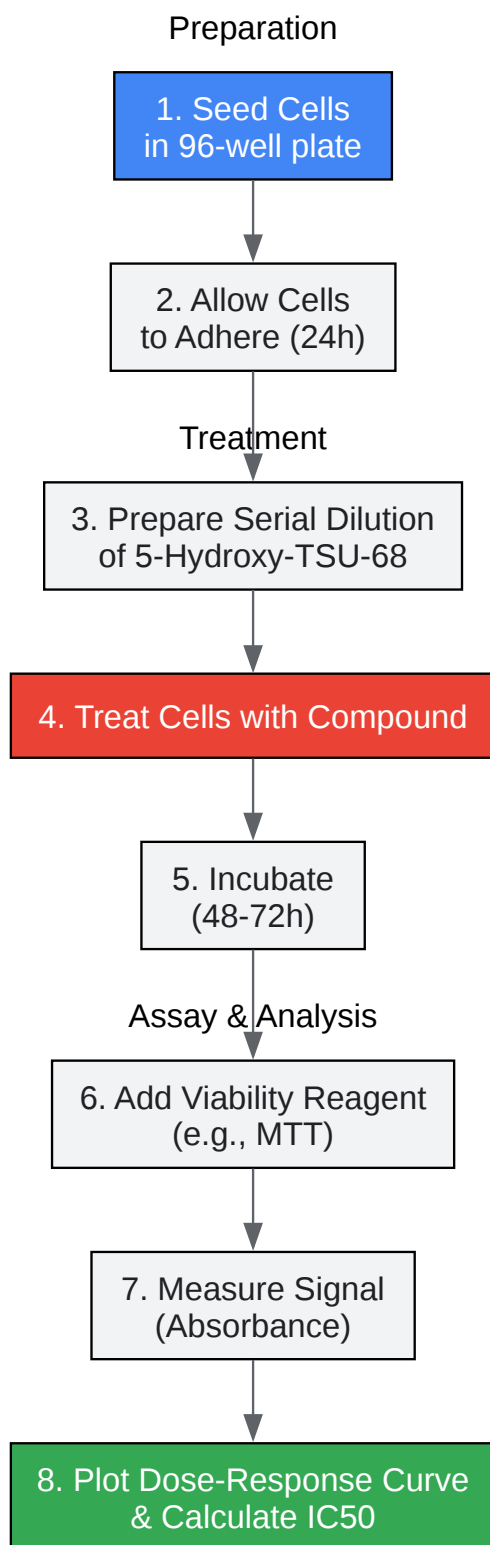 Preparation
1. Seed Cells
in 96-well plate
2. Allow Cells
to Adhere (24h)
Treatment
3. Prepare Serial Dilution
of 5-Hydroxy-TSU-68
4. Treat Cells with Compound
5. Incubate
(48-72h)
Assay & Analysis
6. Add Viability Reagent
(e.g., MTT)
7. Measure Signal
(Absorbance)
8. Plot Dose-Response Curve
& Calculate IC50